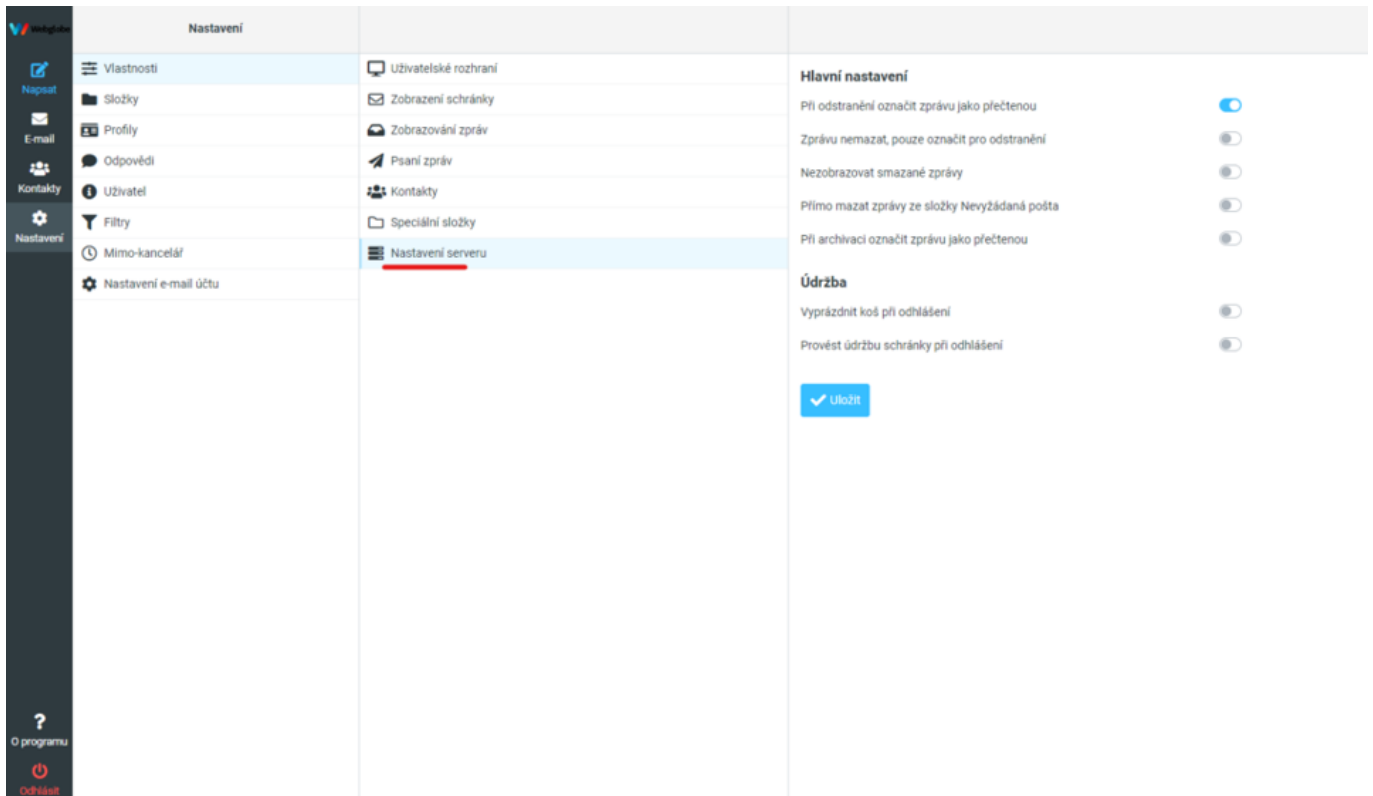 Webglobe
Napsat
E-mail
Kontakty
Nastavení
O programu
Odhlásit
Nastavení
Vlastnosti
Složky
Profily
Odpovědi
Uživatel
Filtry
Mimo-kancelář
Nastavení e-mail účtu
Uživatelské rozhraní
Zobrazení schránky
Zobrazování zpráv
Psaní zpráv
Kontakty
Speciální složky
Nastavení serveru
Hlavní nastavení
Při odstranění označit zprávu jako přečtenou
Zprávu nemazat, pouze označit pro odstranění
Nezobrazovat smazané zprávy
Přímo mazat zprávy ze složky Nevyžádaná pošta
Při archivaci označit zprávu jako přečtenou
Údržba
Vyprázdnit koš při odhlášení
Provést údržbu schránky při odhlášení
Uložit